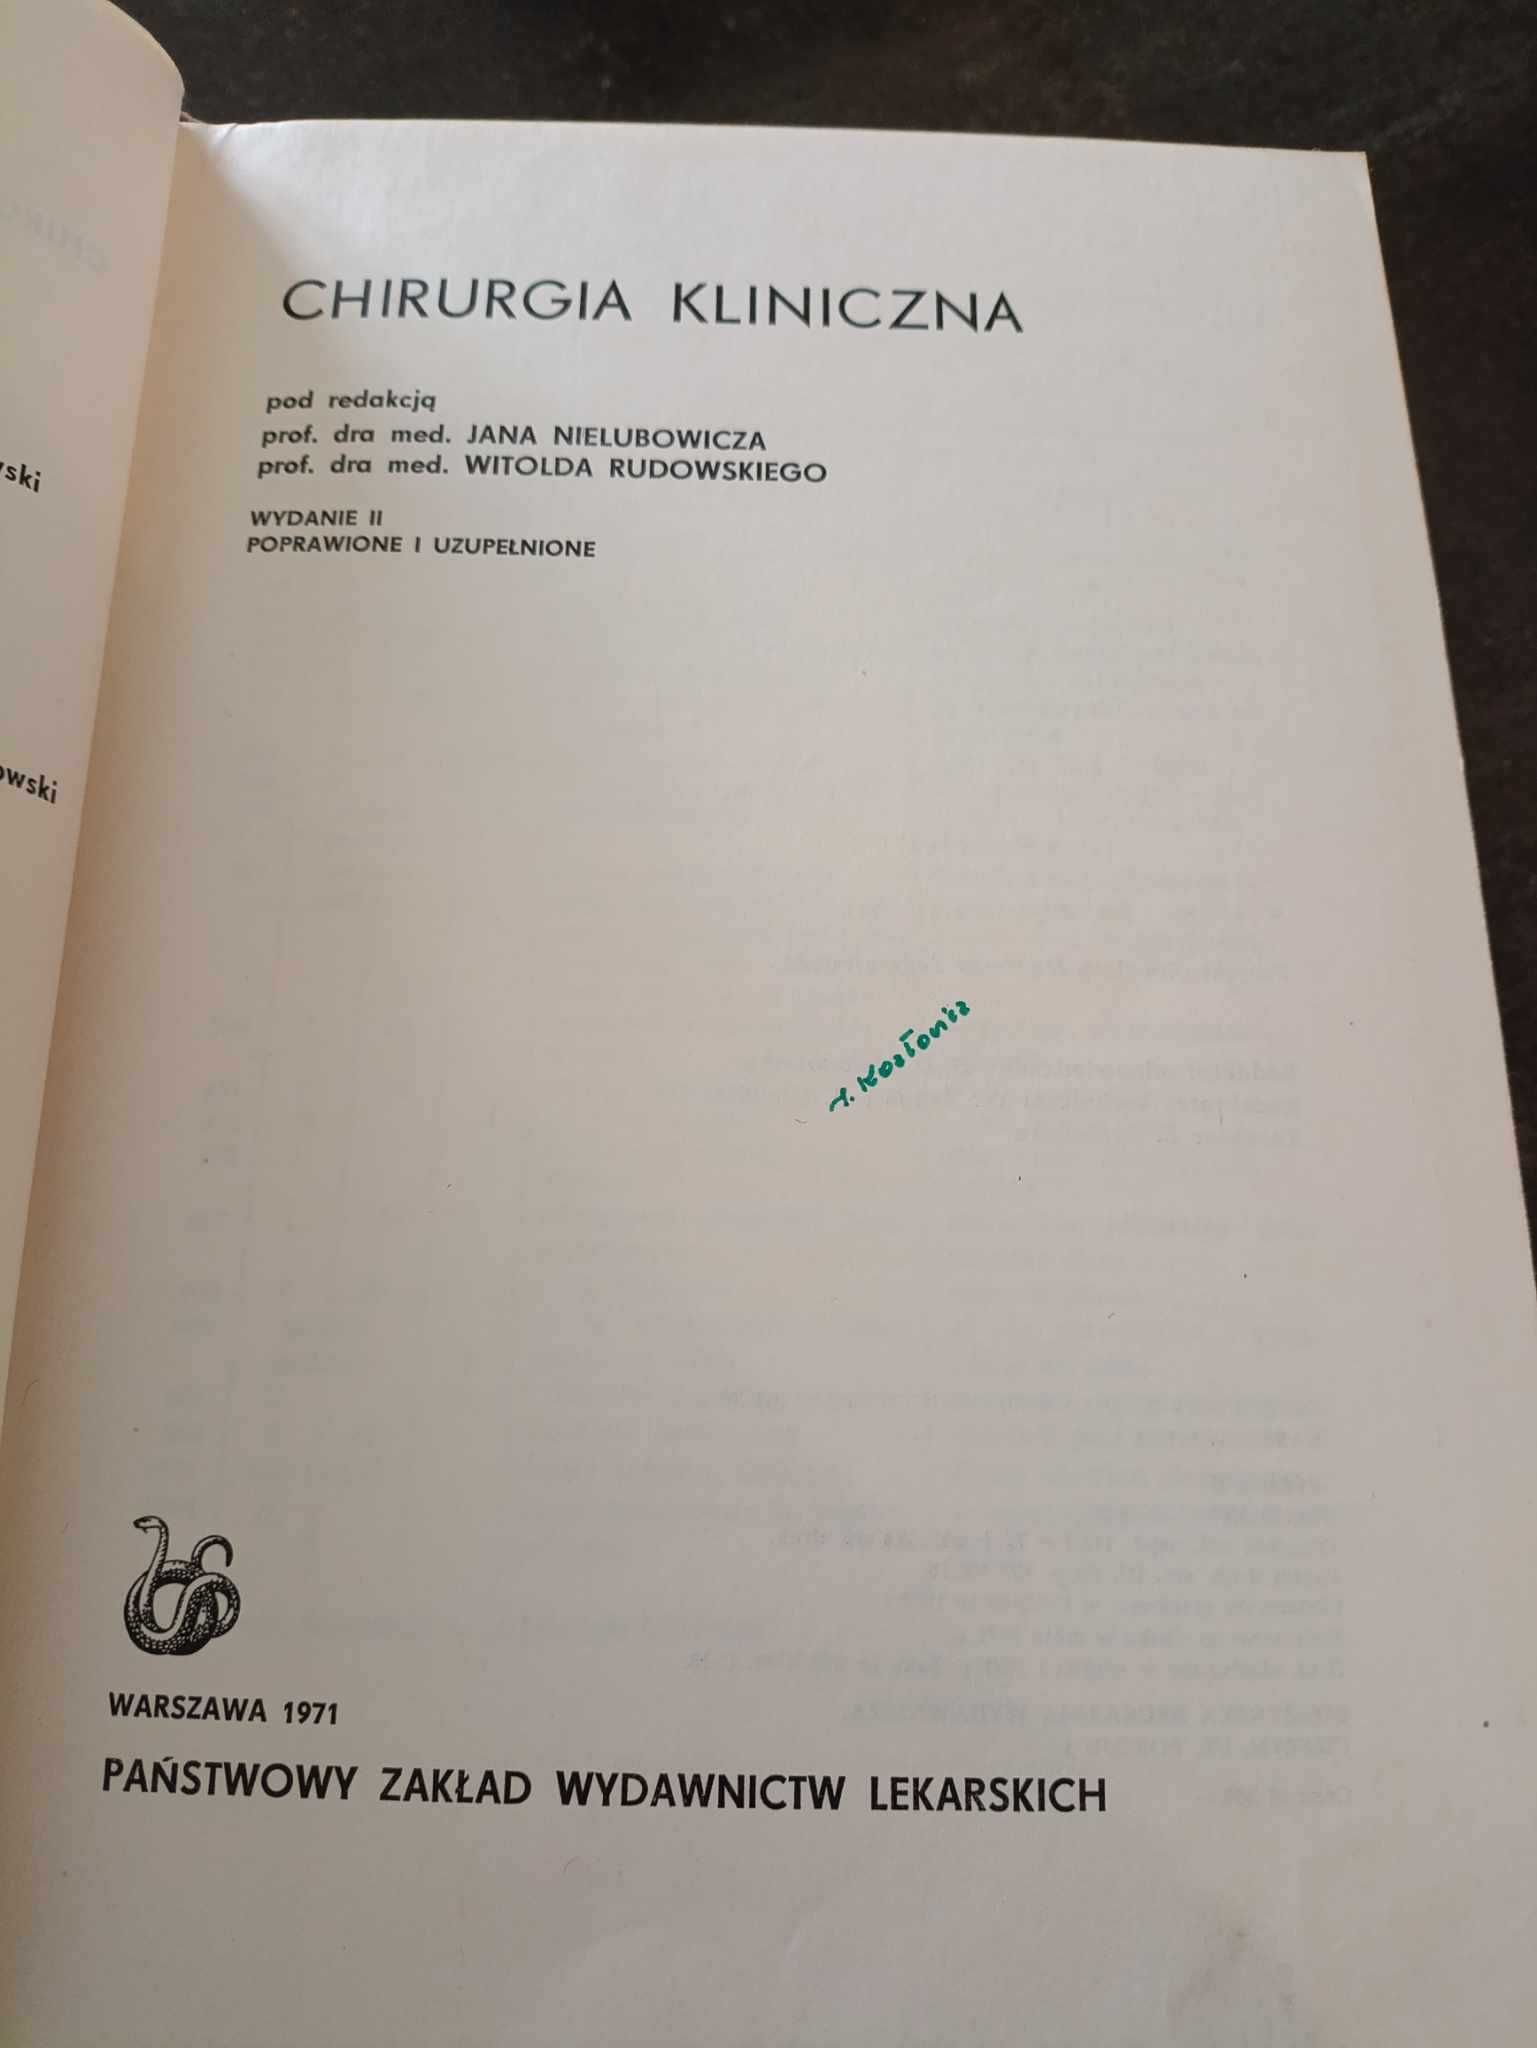 CHIRURGIA KLINICZNA
pod redakcją
prof. dra med. JANA NIELUBOWICZA
prof. dra med. WITOLDA RUDOWSKIEGO
WYDANIE II
POPRAWIONE I UZUPEŁNIONE
WARSZAWA 1971
PAŃSTWOWY ZAKŁAD WYDAWNICTW LEKARSKICH